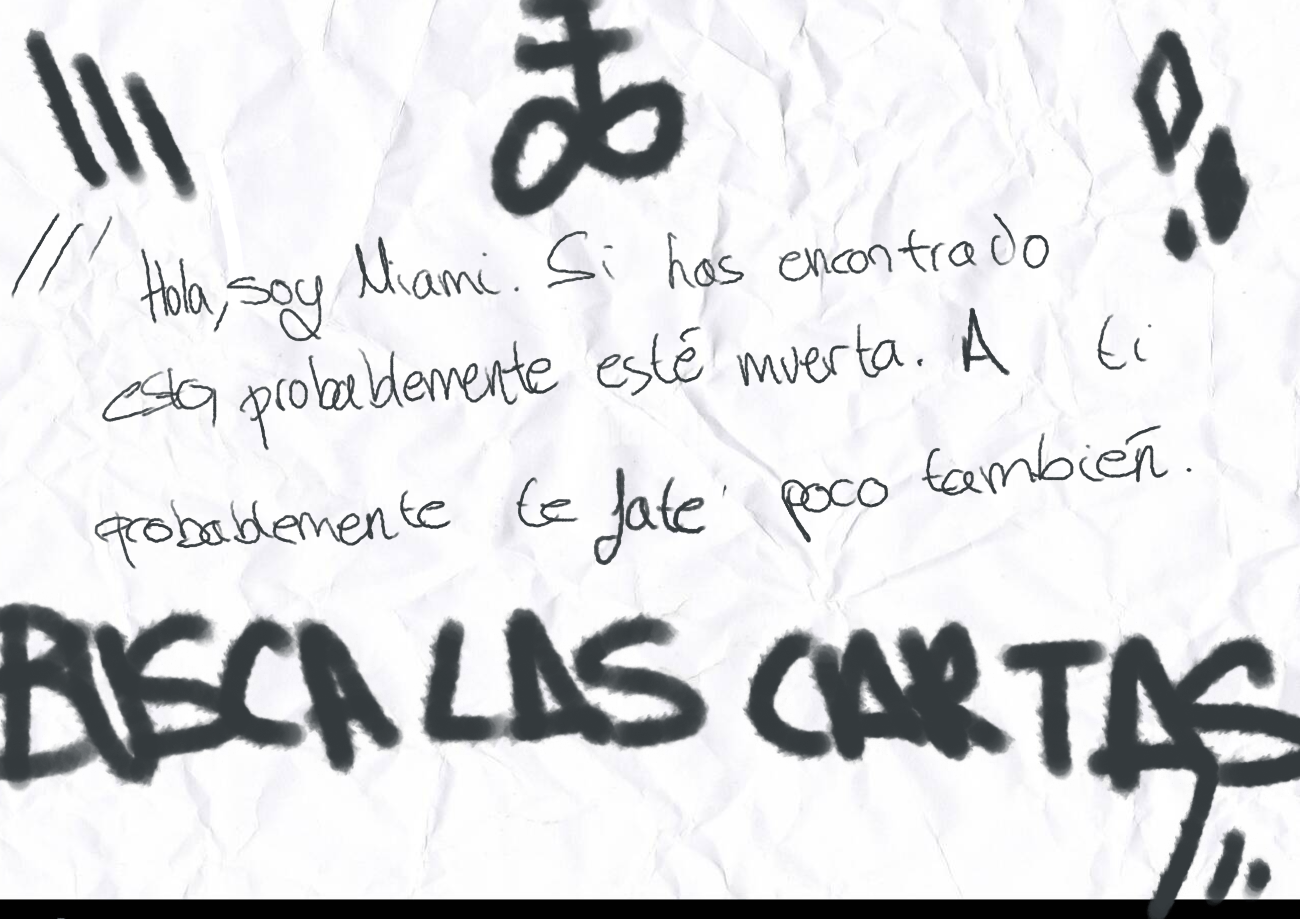 Hola, soy Miami. Si has encontrado
esto, probablemente esté muerta. A ti
probablemente te fate poco también.
BUSCA LAS CARTAS